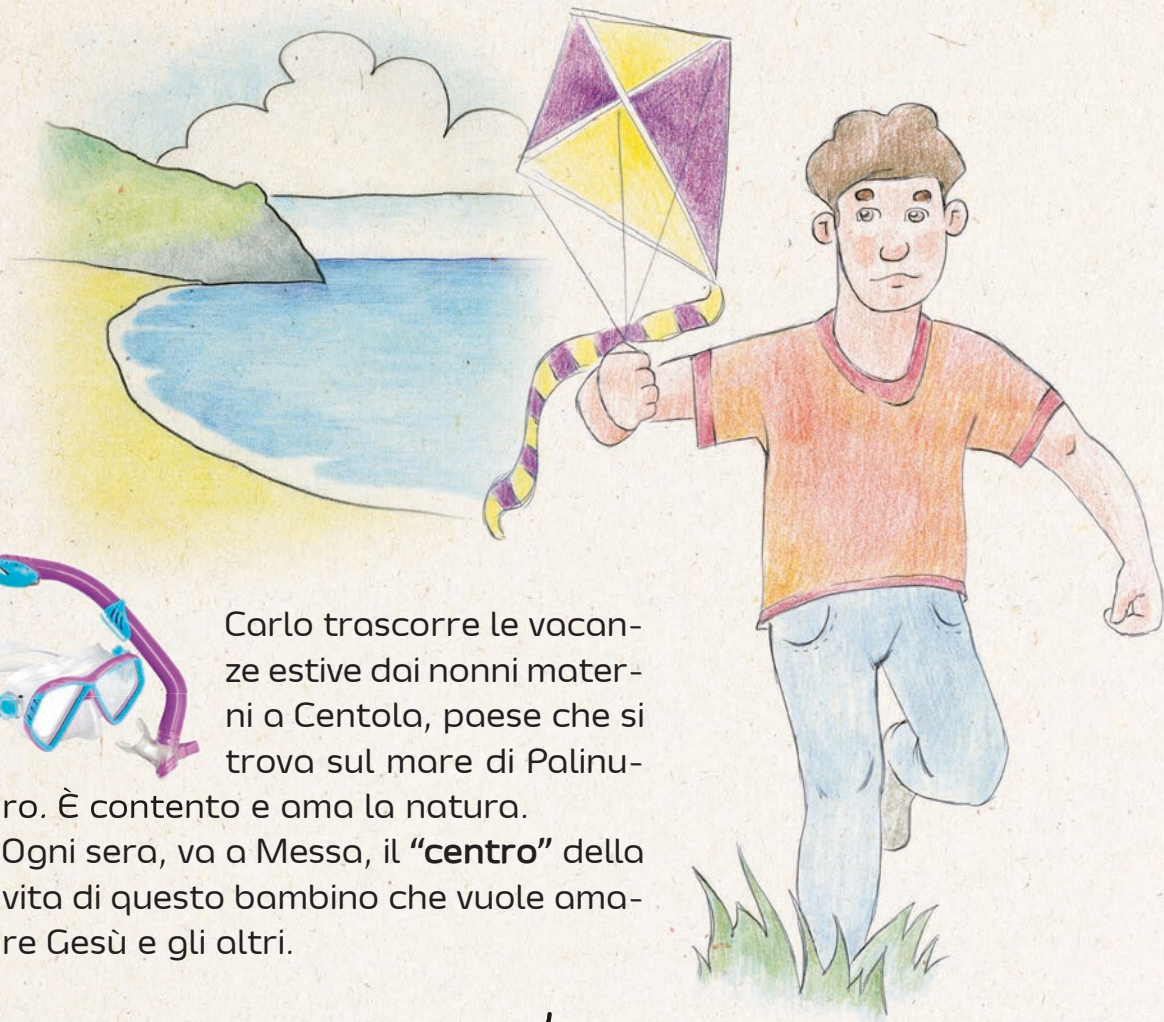 Carlo trascorre le vacan-
ze estive dai nonni mater-
ni a Centola, paese che si
trova sul mare di Palinu-
ro. È contento e ama la natura.
Ogni sera, va a Messa, il “centro” della
vita di questo bambino che vuole ama-
re Gesù e gli altri.